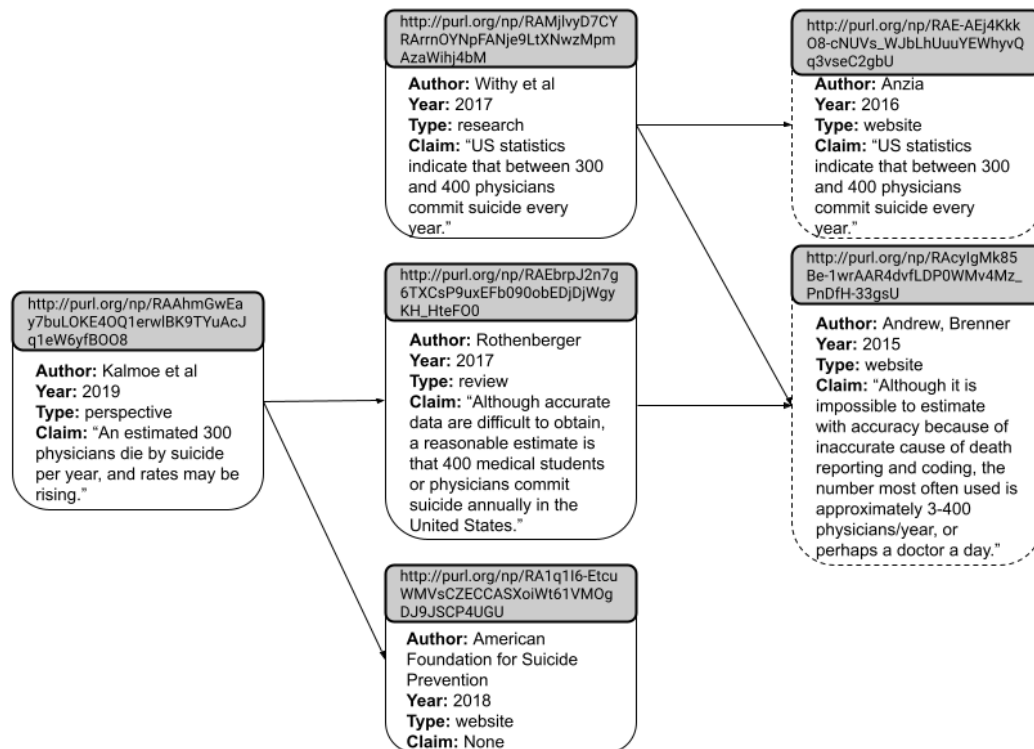 http://purl.org/np/RAMjlvyD7CY
RArrnOYNpFANje9LtXNwzMpm
AzaWihj4bM
Author: Withy et al
Year: 2017
Type: research
Claim: “US statistics
indicate that between 300
and 400 physicians
commit suicide every
year.”
http://purl.org/np/RAE-AEj4Kkk
O8-cNUVs_WJbLhUuuYEWhyvQ
q3vseC2gbU
Author: Anzia
Year: 2016
Type: website
Claim: “US statistics
indicate that between 300
and 400 physicians
commit suicide every
year.”
http://purl.org/np/RAAhmGwEa
y7buLOKE4OQ1erwlBK9TYuAcJ
q1eW6yfBOO8
Author: Kalmoe et al
Year: 2019
Type: perspective
Claim: “An estimated 300
physicians die by suicide
per year, and rates may be
rising.”
http://purl.org/np/RAEbrpJ2n7g
6TXCsP9uxEFb090obEDjDjWgy
KH_HteFO0
Author: Rothenberger
Year: 2017
Type: review
Claim: “Although accurate
data are difficult to obtain,
a reasonable estimate is
that 400 medical students
or physicians commit
suicide annually in the
United States.”
http://purl.org/np/RAcyIgMk85
Be-1wrAAR4dvfLDP0WMv4Mz_
PnDfH-33gsU
Author: Andrew, Brenner
Year: 2015
Type: website
Claim: “Although it is
impossible to estimate
with accuracy because of
inaccurate cause of death
reporting and coding, the
number most often used is
approximately 3-400
physicians/year, or
perhaps a doctor a day.”
http://purl.org/np/RA1q1I6-Etcu
WMVsCZECCASXoiWt61VMOg
DJ9JSCP4UGU
Author: American
Foundation for Suicide
Prevention
Year: 2018
Type: website
Claim: None